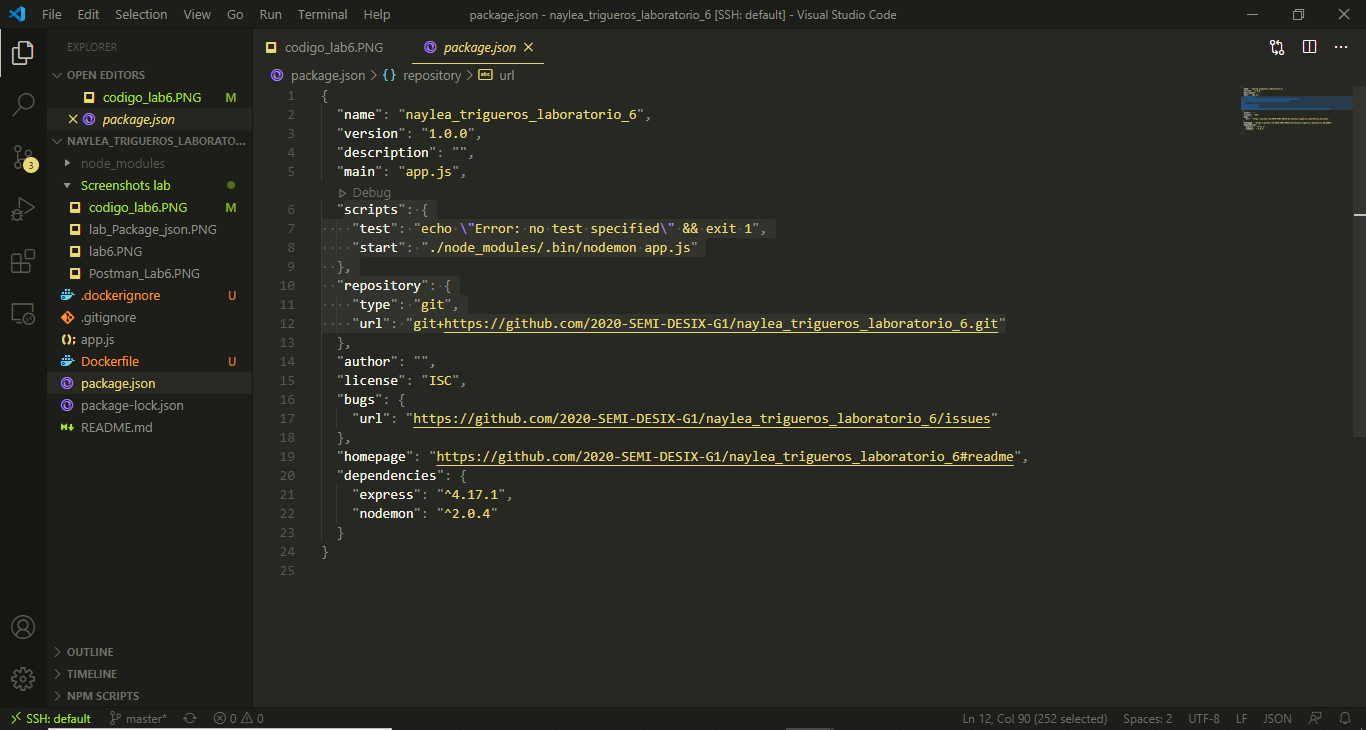 File Edit Selection View Go Run Terminal Help package.json - naylea_trigueros_laboratorio_6 [SSH: default] - Visual Studio Code
EXPLORER
OPEN EDITORS
codigo_lab6.PNG M
package.json
NAYLEA_TRIGUEROS_LABORATO...
node_modules
Screenshots lab
codigo_lab6.PNG M
lab_Package_json.PNG
lab6.PNG
Postman_Lab6.PNG
.dockerignore U
.gitignore
app.js
Dockerfile U
package.json
package-lock.json
README.md
OUTLINE
TIMELINE
NPM SCRIPTS
3
codigo_lab6.PNG package.json
package.json > {} repository > url
1 {
2 "name": "naylea_trigueros_laboratorio_6",
3 "version": "1.0.0",
4 "description": "",
5 "main": "app.js",
Debug
6 "scripts": {
7 "test": "echo \"Error: no test specified\" && exit 1",
8 "start": "./node_modules/.bin/nodemon app.js"
9 },
10 "repository": {
11 "type": "git",
12 "url": "git+https://github.com/2020-SEMI-DESIX-G1/naylea_trigueros_laboratorio_6.git"
13 },
14 "author": "",
15 "license": "ISC",
16 "bugs": {
17 "url": "https://github.com/2020-SEMI-DESIX-G1/naylea_trigueros_laboratorio_6/issues"
18 },
19 "homepage": "https://github.com/2020-SEMI-DESIX-G1/naylea_trigueros_laboratorio_6#readme",
20 "dependencies": {
21 "express": "^4.17.1",
22 "nodemon": "^2.0.4"
23 }
24 }
25
SSH: default master* 0 0 Ln 12, Col 90 (252 selected) Spaces: 2 UTF-8 LF JSON